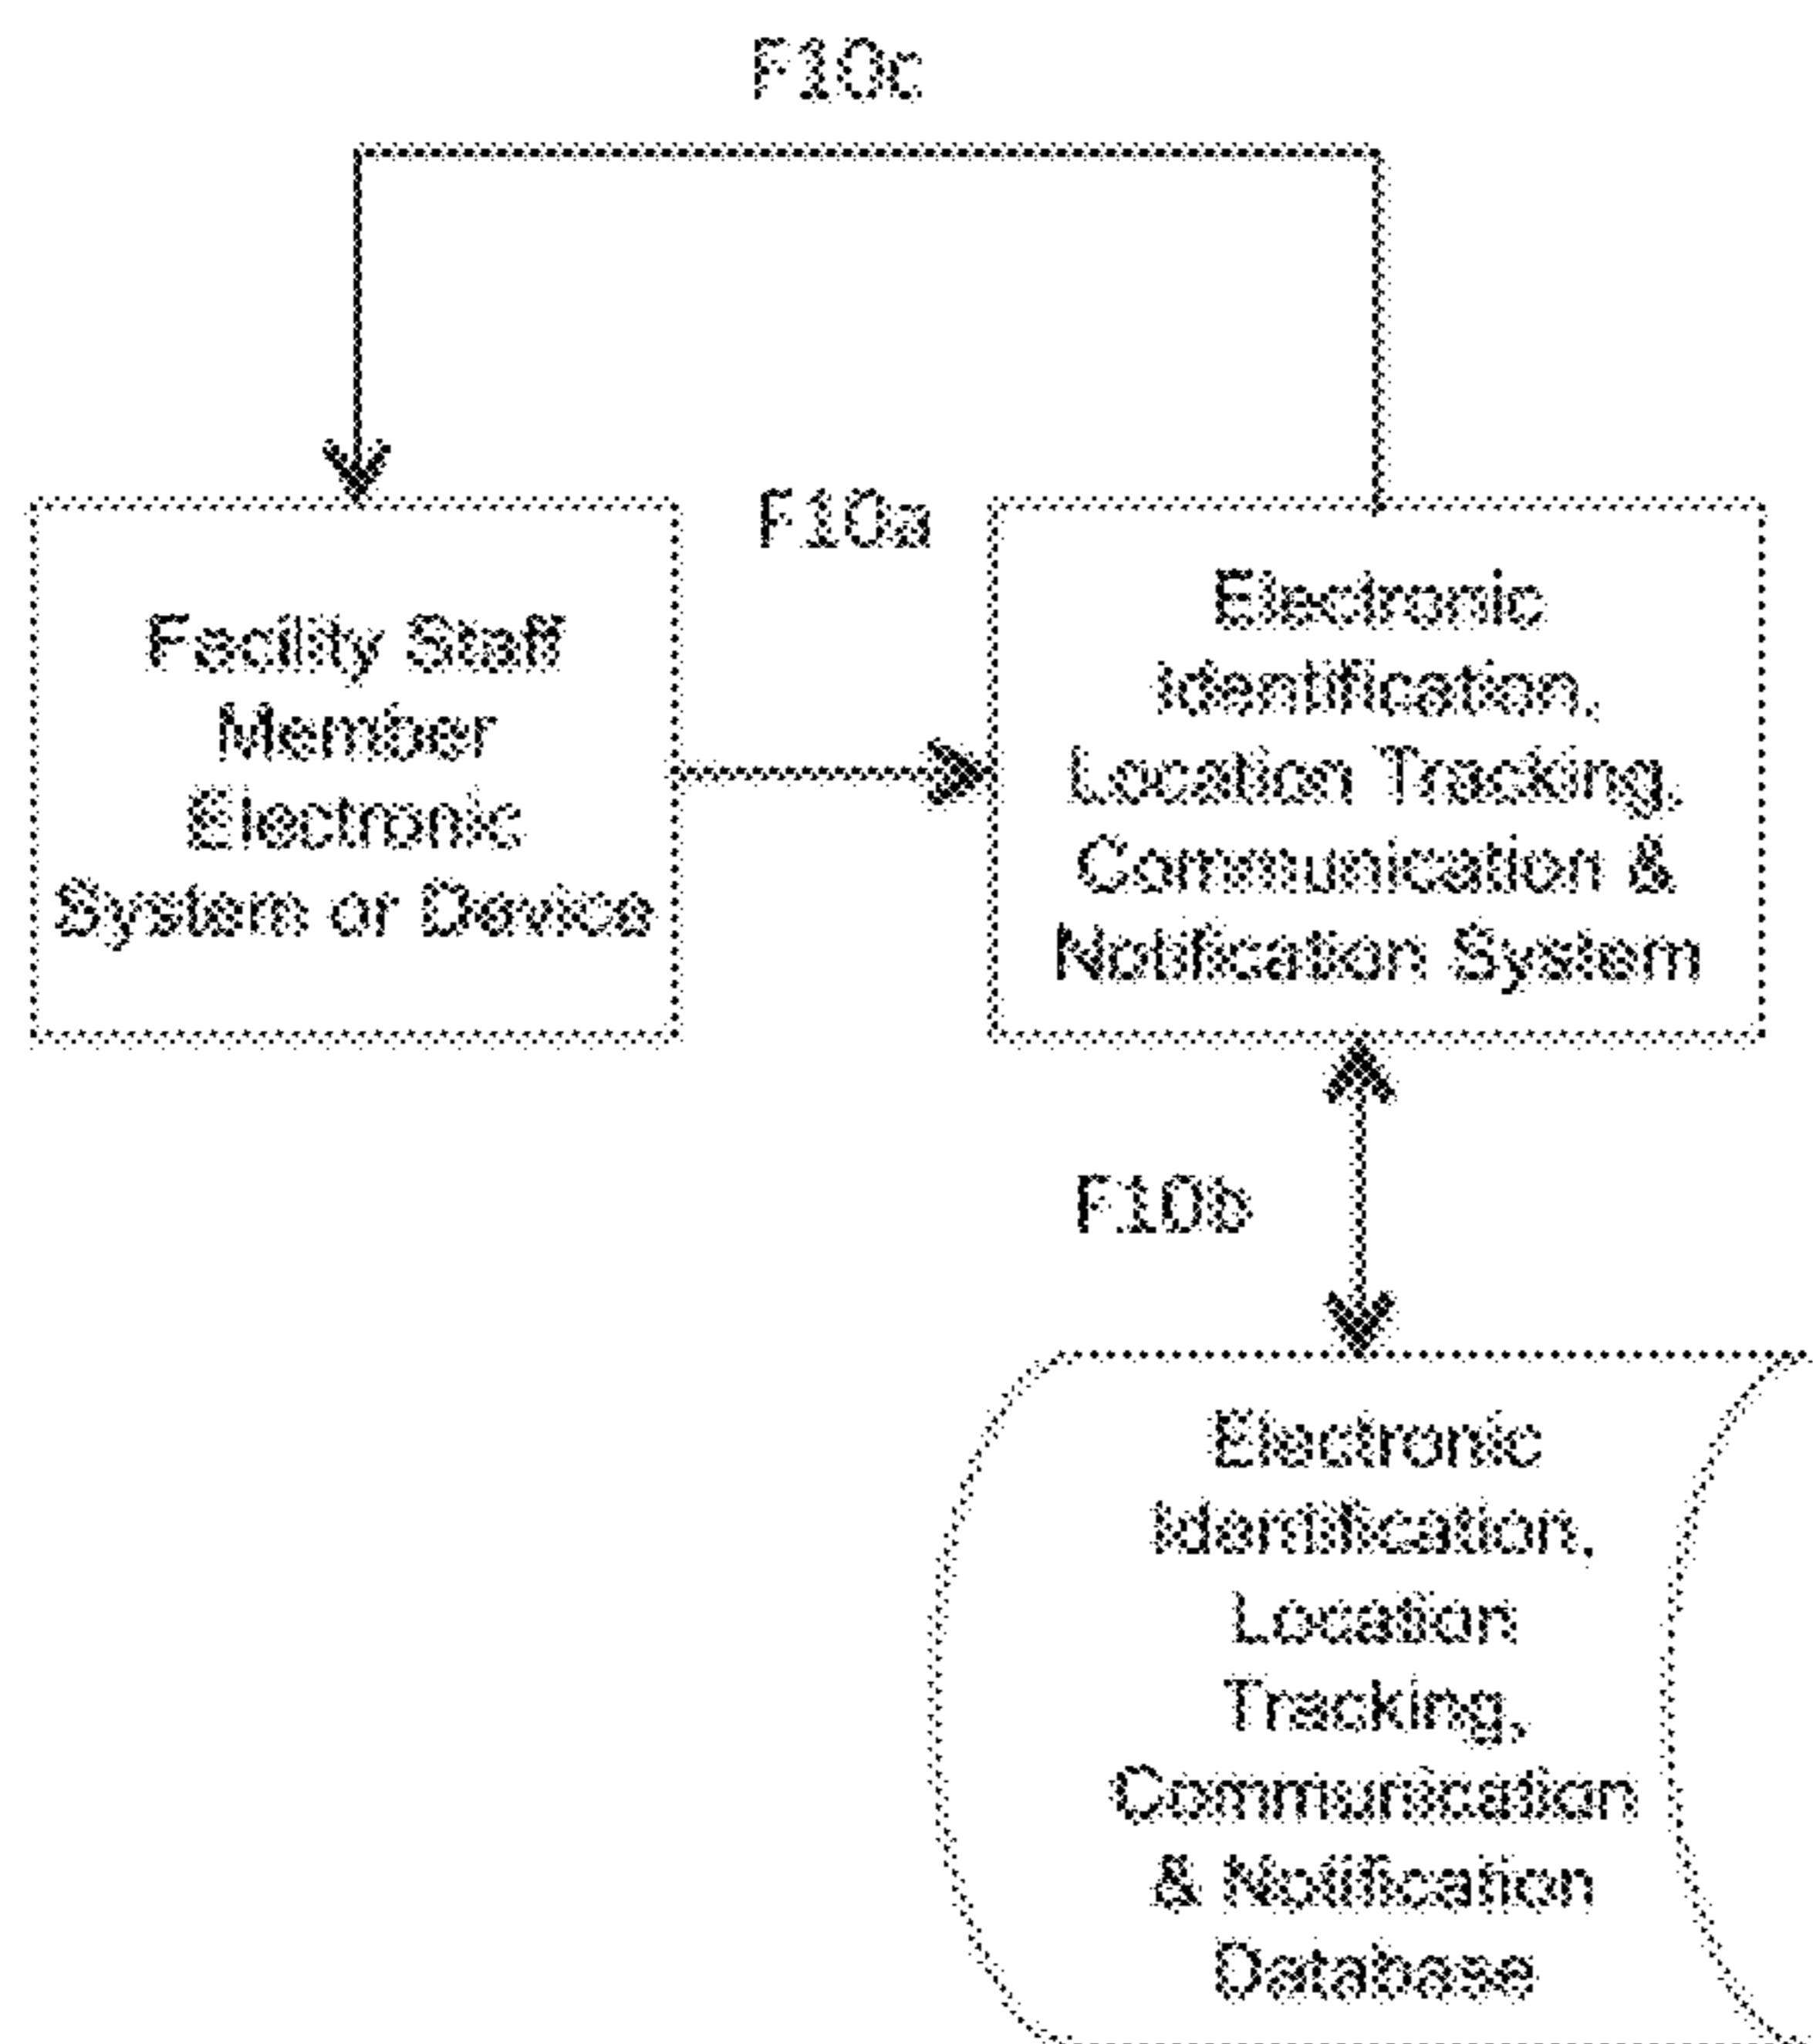 F10c
F10a
Facility Staff
Member
Electronic
System or Device
Electronic
Identification,
Location Tracking,
Communication &
Notification System
F10b
Electronic
Identification,
Location
Tracking,
Communication
& Notification
Database